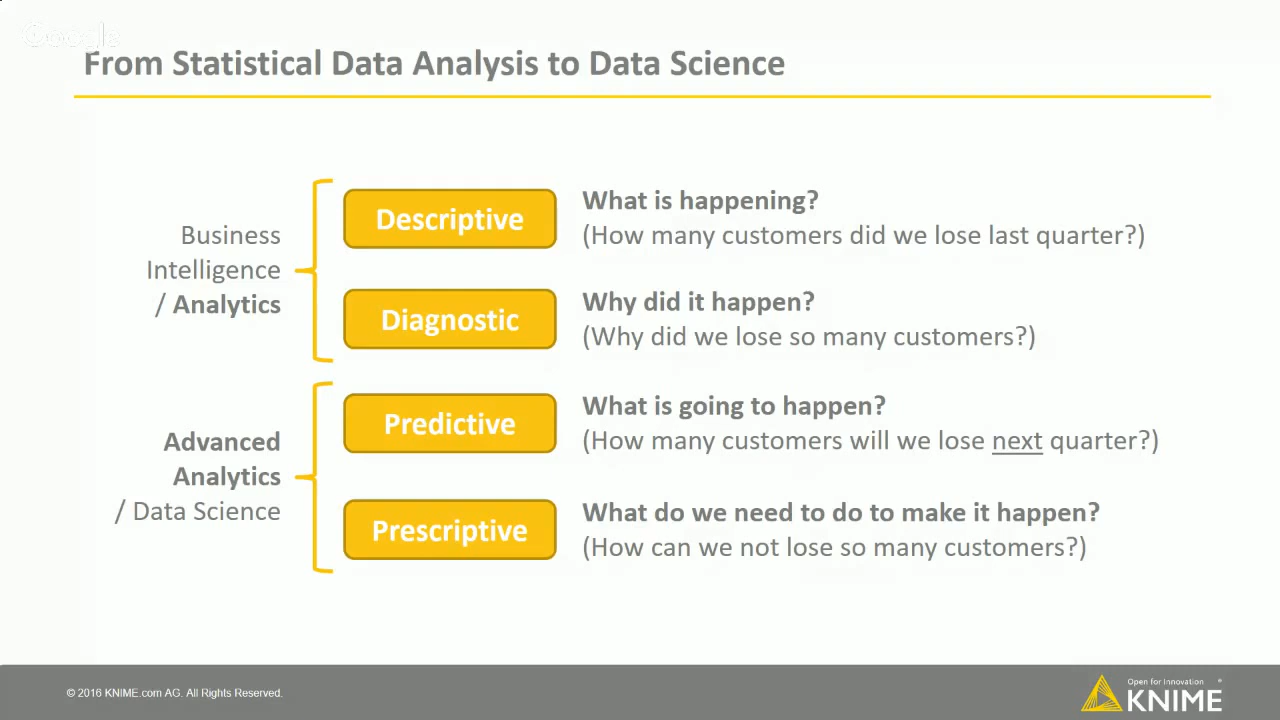 Google
From Statistical Data Analysis to Data Science
Business
Intelligence
/ Analytics
Descriptive
What is happening?
(How many customers did we lose last quarter?)
Diagnostic
Why did it happen?
(Why did we lose so many customers?)
Advanced
Analytics
/ Data Science
Predictive
What is going to happen?
(How many customers will we lose next quarter?)
Prescriptive
What do we need to do to make it happen?
(How can we not lose so many customers?)
© 2016 KNIME.com AG. All Rights Reserved.
Open for Innovation ®
KNIME